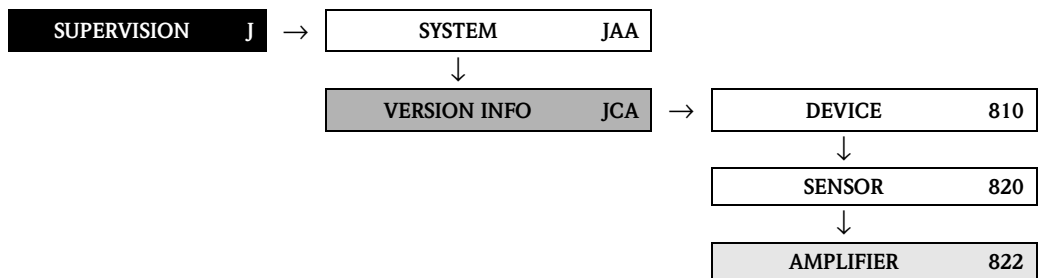 SUPERVISION J → SYSTEM JAA
↓
VERSION INFO JCA → DEVICE 810
↓
SENSOR 820
↓
AMPLIFIER 822